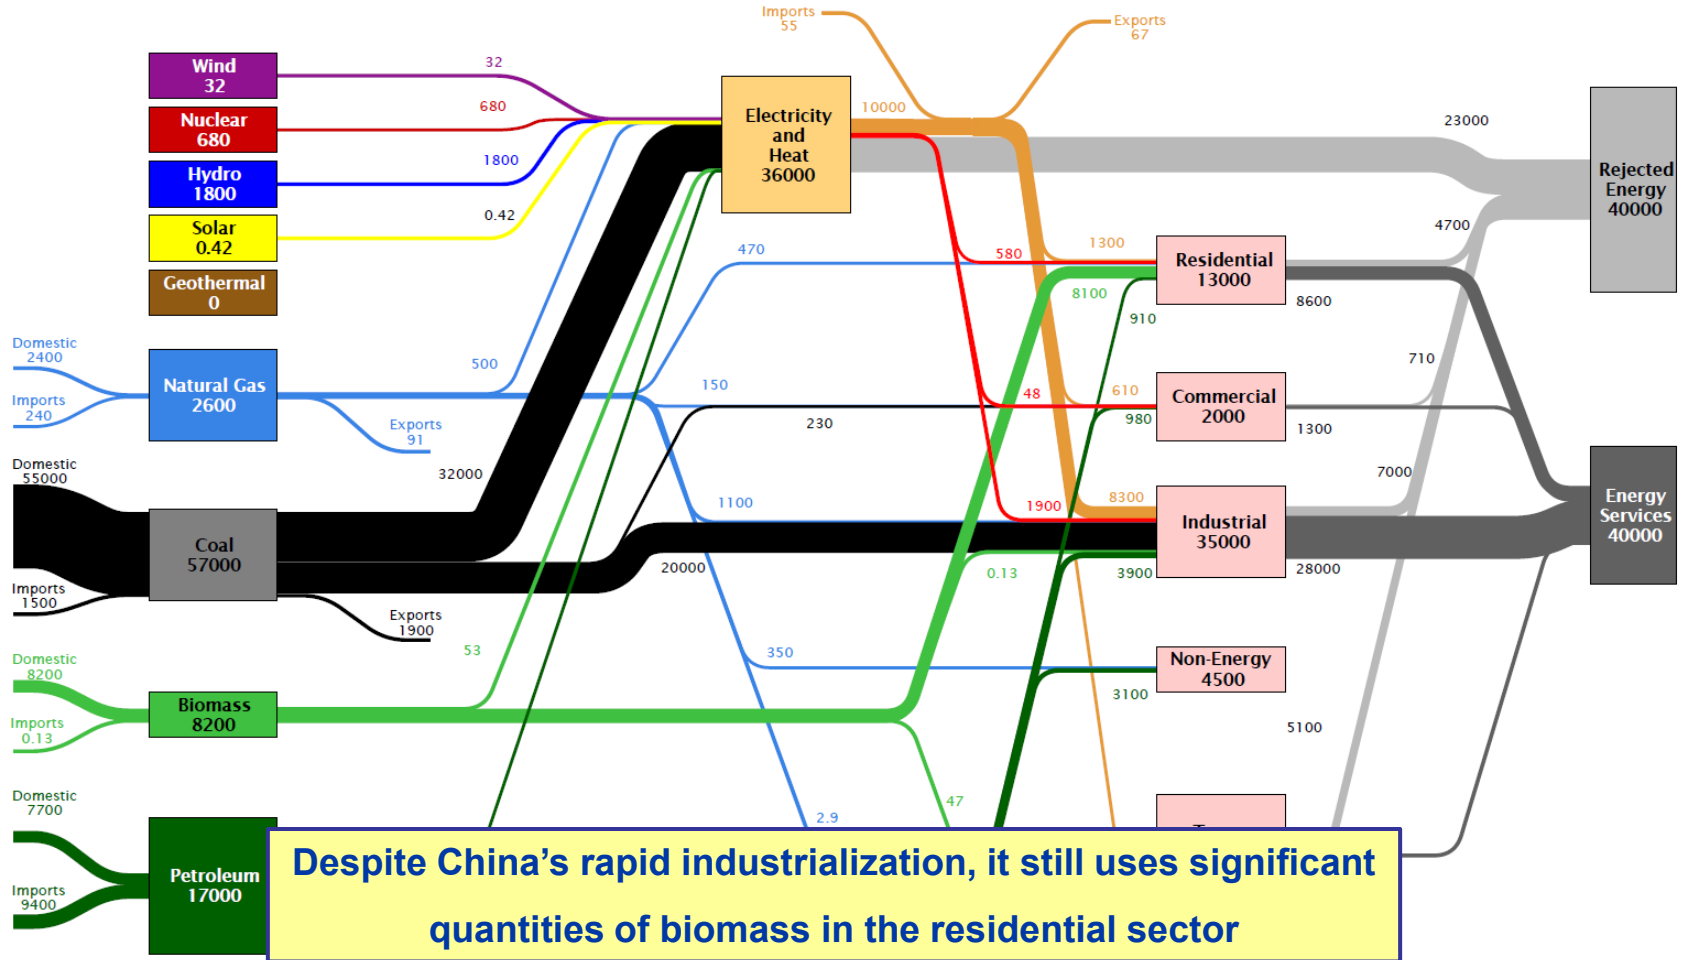 Imports
55
Exports
67
Wind
32
32
Nuclear
680
680
Hydro
1800
1800
Solar
0.42
0.42
Geothermal
0
Electricity
and
Heat
36000
10000
23000
Rejected
Energy
40000
4700
470
580
1300
Residential
13000
8100
910
8600
Domestic
2400
Imports
240
Natural Gas
2600
500
Exports
91
150
230
48
610
980
Commercial
2000
710
1300
Domestic
55000
Imports
1500
Coal
57000
32000
Exports
1900
1100
20000
1900
8300
0.13
3900
Industrial
35000
7000
28000
Energy
Services
40000
Domestic
8200
Imports
0.13
Biomass
8200
53
350
3100
Non-Energy
4500
5100
47
2.9
Domestic
7700
Imports
9400
Petroleum
17000
Despite China’s rapid industrialization, it still uses significant
quantities of biomass in the residential sector